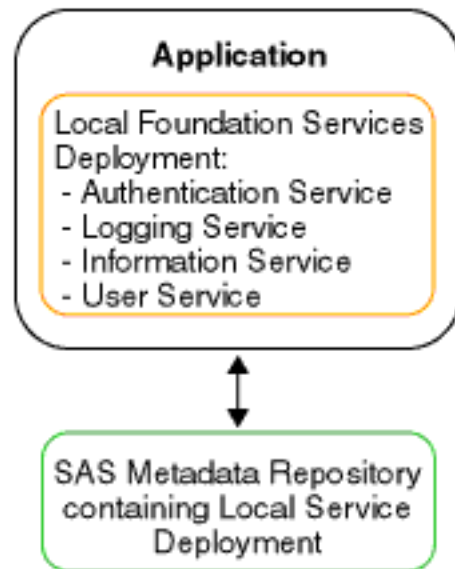 Application
Local Foundation Services
Deployment:
- Authentication Service
- Logging Service
- Information Service
- User Service
SAS Metadata Repository
containing Local Service
Deployment